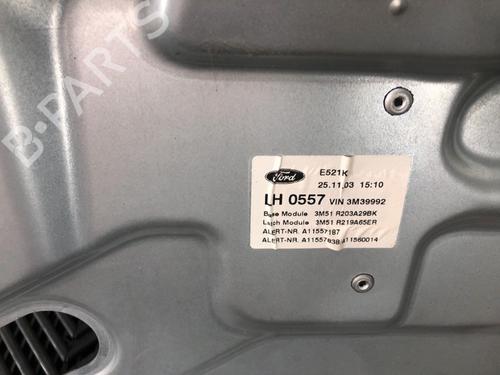 B-PARTS
Ford
E521K
25.11.03 15:10
LH 0557 VIN 3M39992
Base Module 3M51 R203A29BK
Latch Module 3M51 R219A65ER
ALERT-NR. A11557187
ALERT-NR. A11557838 A11560014